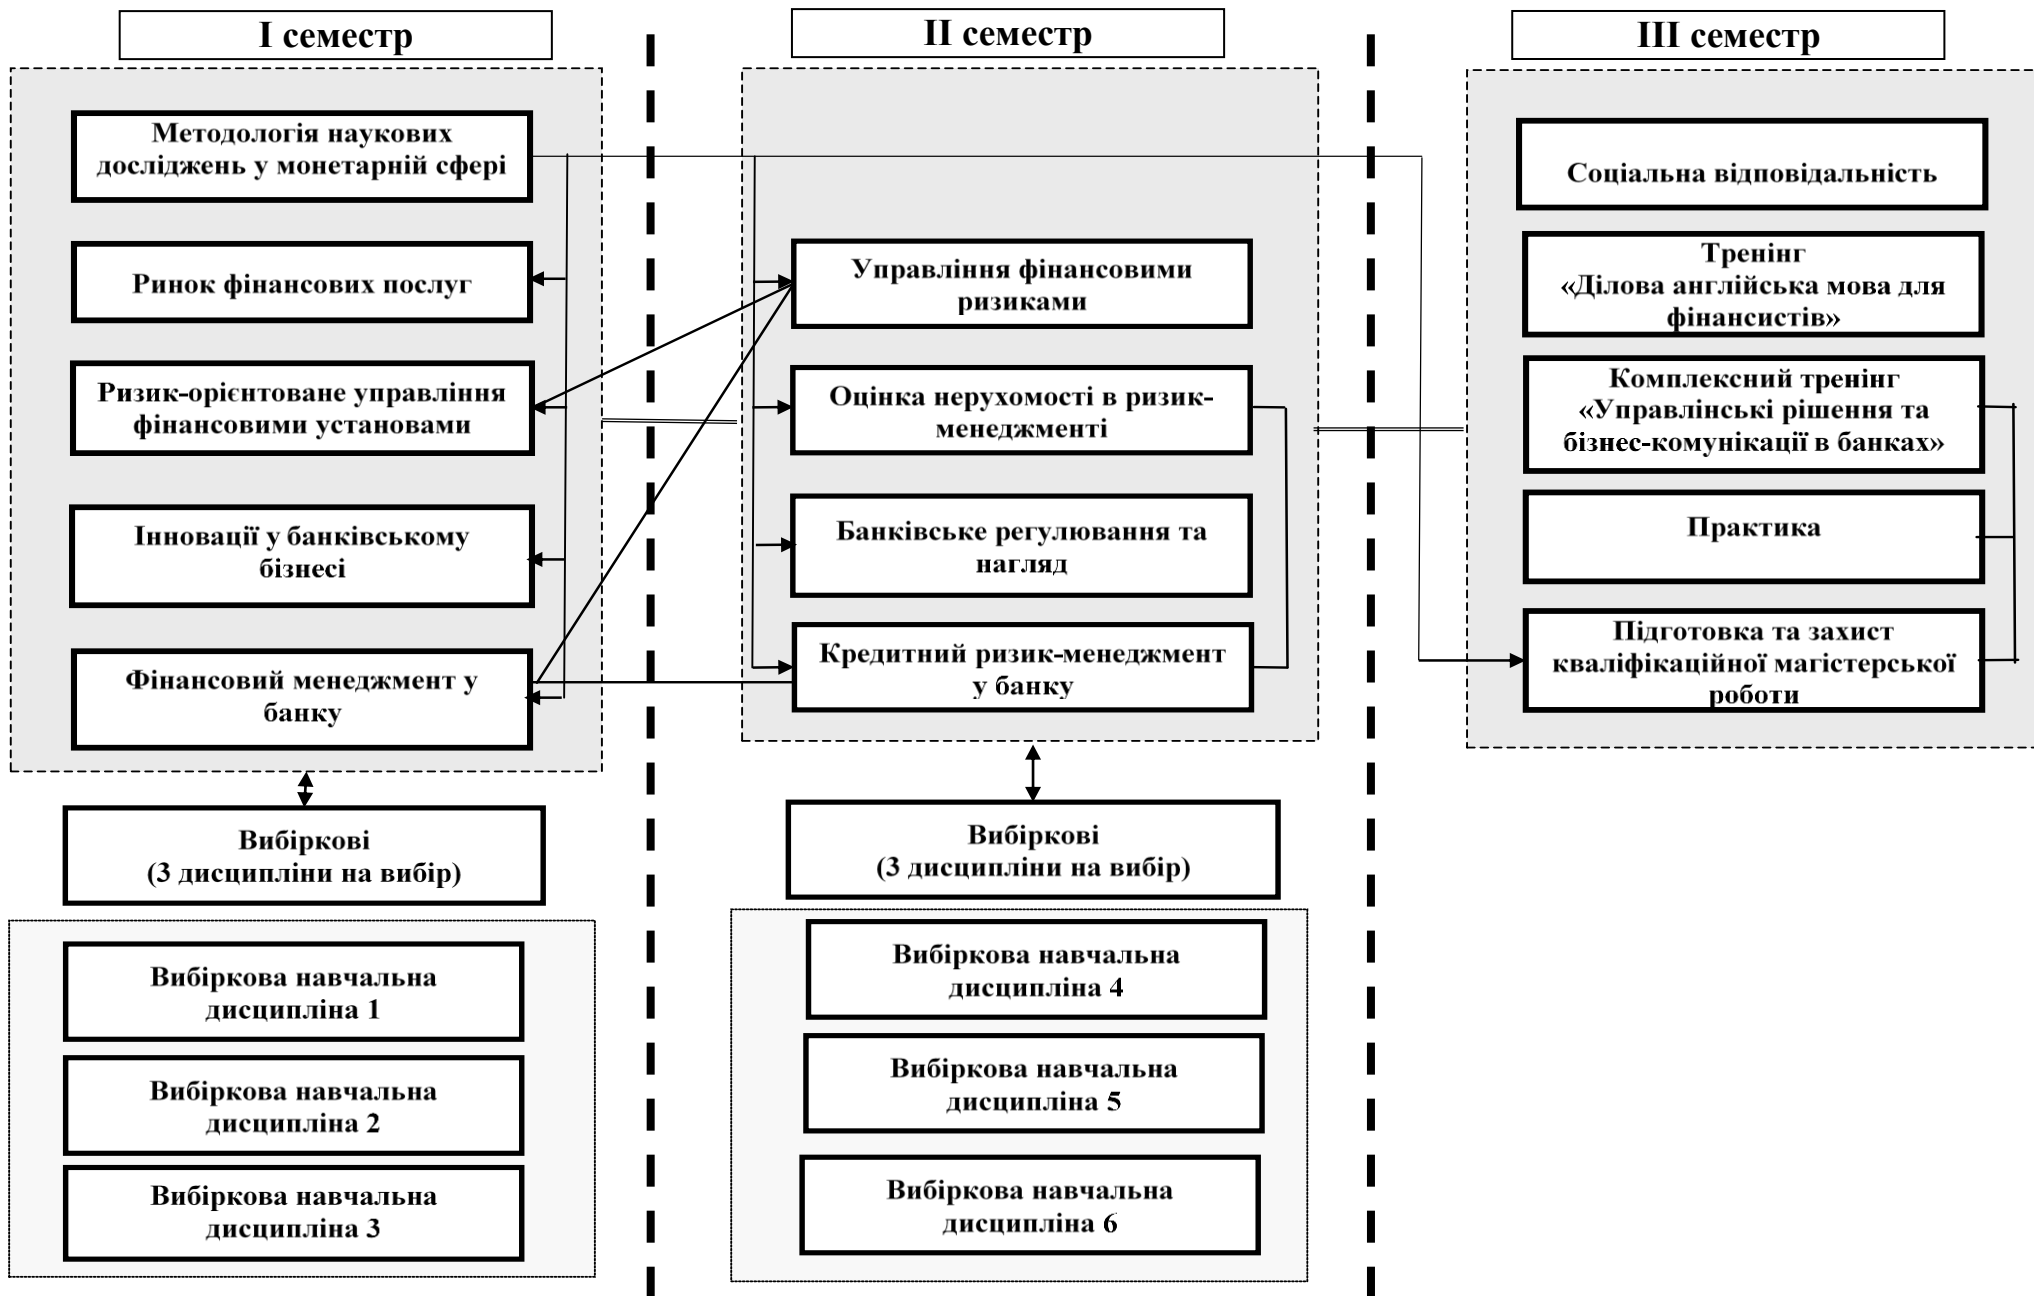 I семестр
Методологія наукових
досліджень у монетарній сфері
Ринок фінансових послуг
Ризик-орієнтоване управління
фінансовими установами
Інновації у банківському
бізнесі
Фінансовий менеджмент у
банку
Вибіркові
(3 дисципліни на вибір)
Вибіркова навчальна
дисципліна 1
Вибіркова навчальна
дисципліна 2
Вибіркова навчальна
дисципліна 3
II семестр
Управління фінансовими
ризиками
Оцінка нерухомості в ризик-
менеджменті
Банківське регулювання та
нагляд
Кредитний ризик-менеджмент
у банку
Вибіркові
(3 дисципліни на вибір)
Вибіркова навчальна
дисципліна 4
Вибіркова навчальна
дисципліна 5
Вибіркова навчальна
дисципліна 6
III семестр
Соціальна відповідальність
Тренінг
«Ділова англійська мова для
фінансистів»
Комплексний тренінг
«Управлінські рішення та
бізнес-комунікації в банках»
Практика
Підготовка та захист
кваліфікаційної магістерської
роботи